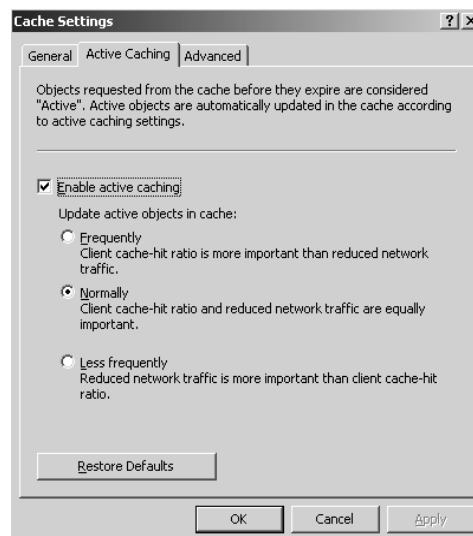 Cache Settings
General Active Caching Advanced
Objects requested from the cache before they expire are considered
"Active". Active objects are automatically updated in the cache according
to active caching settings.
Enable active caching
Update active objects in cache:
Frequently
Client cache-hit ratio is more important than reduced network
traffic.
Normally
Client cache-hit ratio and reduced network traffic are equally
important.
Less frequently
Reduced network traffic is more important than client cache-hit
ratio.
Restore Defaults
OK Cancel Apply